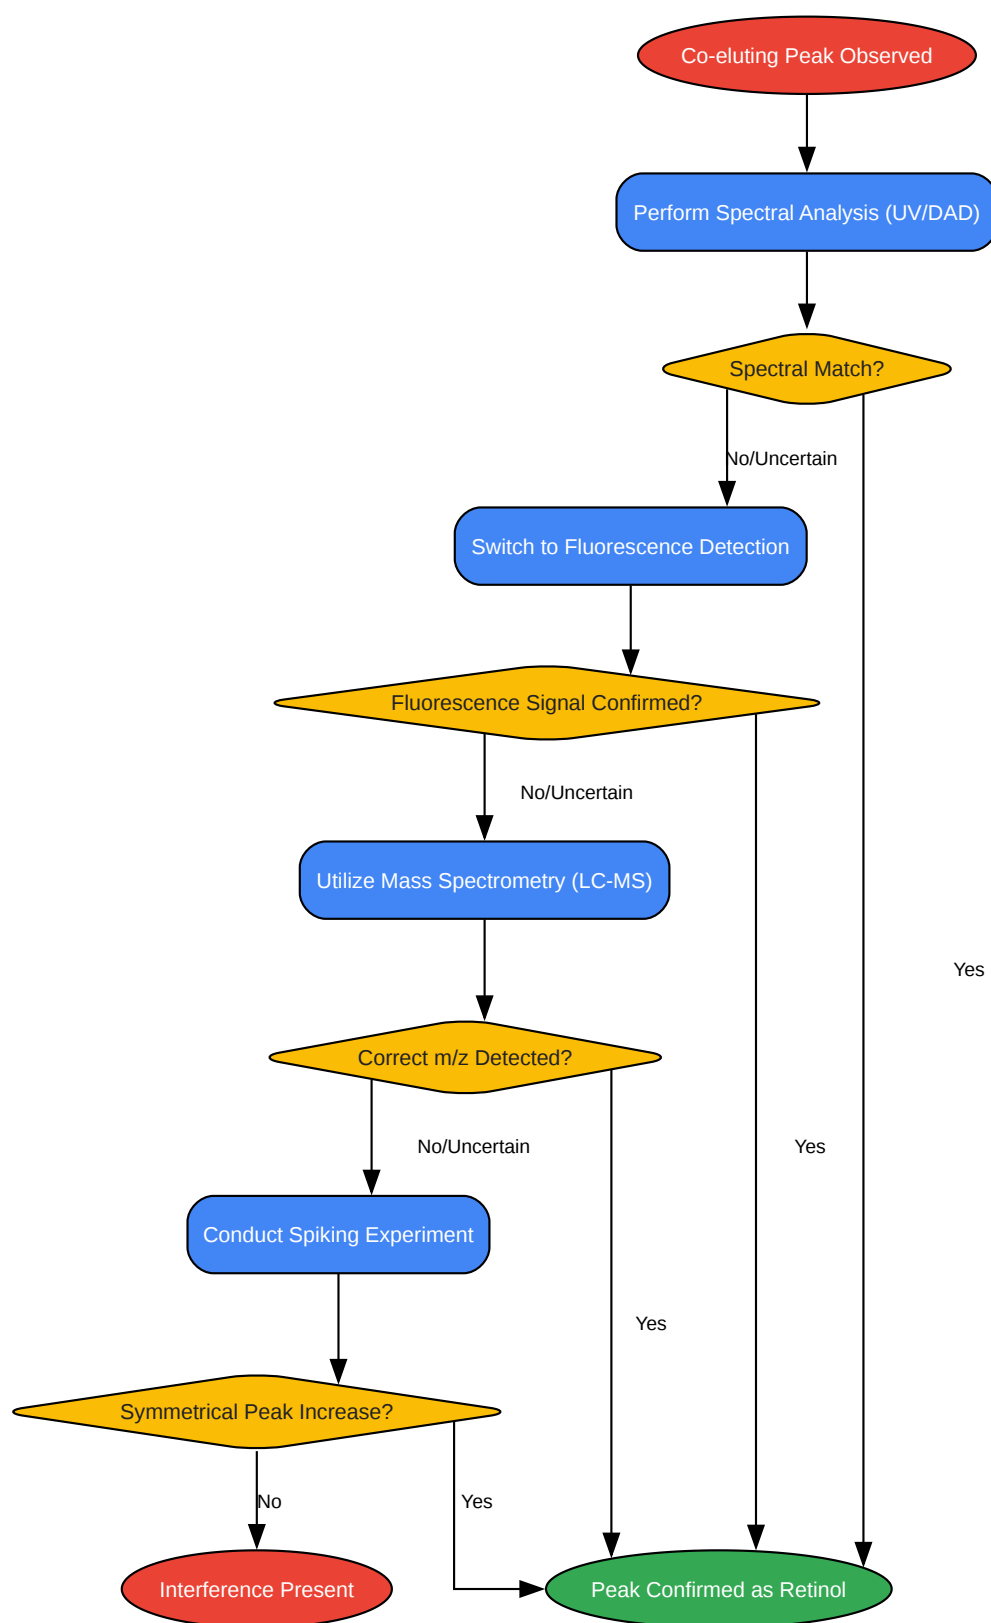 Co-eluting Peak Observed
Perform Spectral Analysis (UV/DAD)
Spectral Match?
No/Uncertain
Switch to Fluorescence Detection
Fluorescence Signal Confirmed?
No/Uncertain
Utilize Mass Spectrometry (LC-MS)
Yes
Correct m/z Detected?
No/Uncertain
Yes
Conduct Spiking Experiment
Yes
Symmetrical Peak Increase?
No
Yes
Interference Present
Peak Confirmed as Retinol